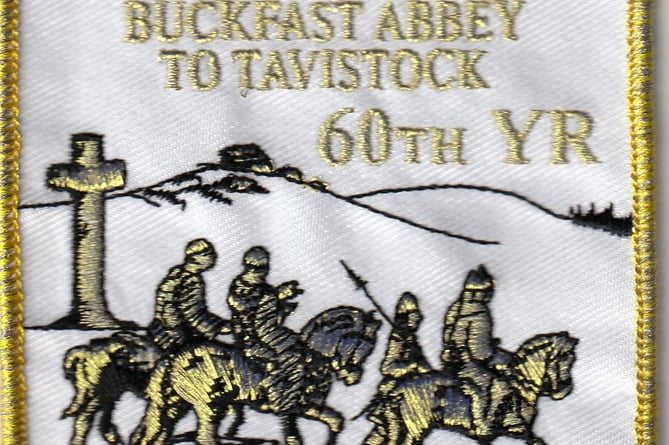 BUCKFAST ABBEY
TO TAVISTOCK
60TH YR